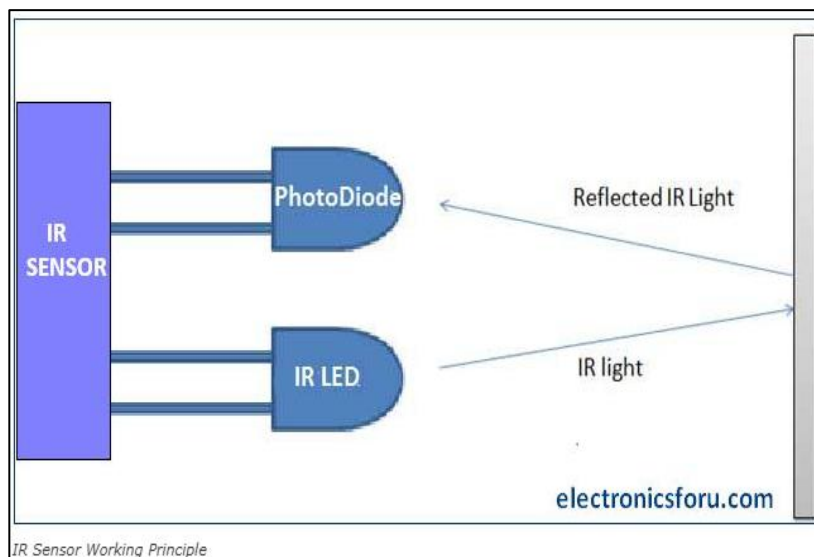 PhotoDiode
Reflected IR Light
IR
SENSOR
IR LED
IR light
electronicsforu.com
IR Sensor Working Principle